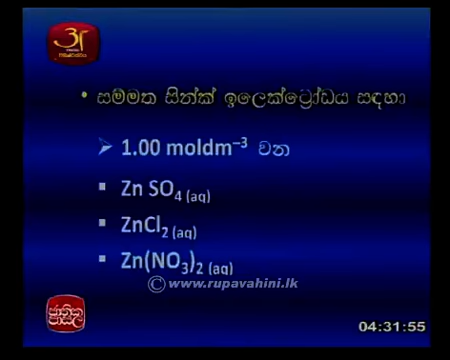 • සම්මත සින්ක් ඉලෙක්ට්‍රෝඩය සඳහා
➢ 1.00 moldm⁻³ වන
▪ Zn SO₄ (aq)
▪ ZnCl₂ (aq)
▪ Zn(NO₃)₂ (aq)
© www.rupavahini.lk
ජාතික
පාසල
04:31:55